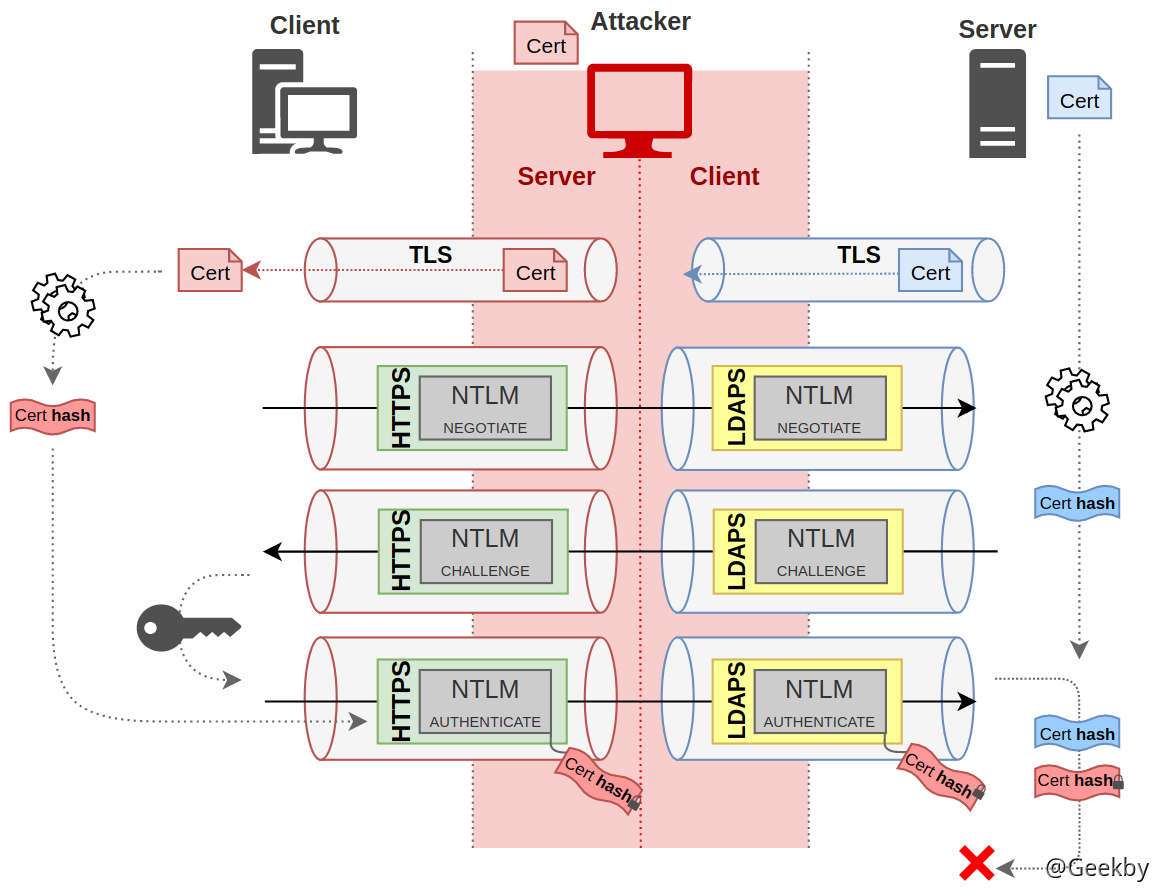 Client
Attacker
Server
Cert
Cert
Server
Client
TLS
TLS
Cert
Cert
Cert
HTTPS
NTLM
NEGOTIATE
LDAPS
NTLM
NEGOTIATE
Cert hash
Cert hash
HTTPS
NTLM
CHALLENGE
LDAPS
NTLM
CHALLENGE
HTTPS
NTLM
AUTHENTICATE
LDAPS
NTLM
AUTHENTICATE
Cert hash
Cert hash
Cert hash
Cert hash
@Geekby